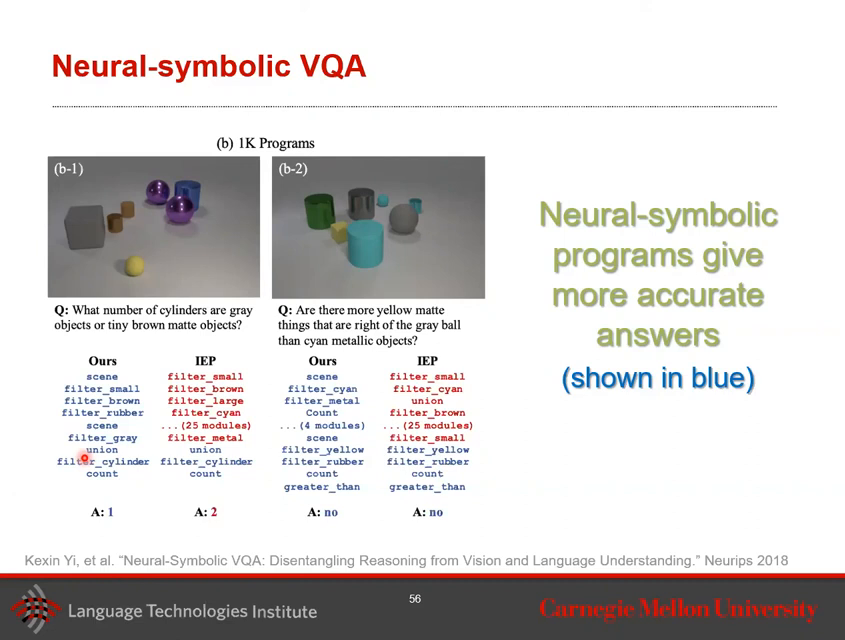 Neural-symbolic VQA
(b) 1K Programs
(b-1)
Q: What number of cylinders are gray
objects or tiny brown matte objects?
Ours
scene
filter_small
filter_brown
filter_rubber
scene
filter_gray
union
filter_cylinder
count
A: 1
IEP
filter_small
filter_brown
filter_large
filter_cyan
...(25 modules)
filter_metal
union
filter_cylinder
count
A: 2
(b-2)
Q: Are there more yellow matte
things that are right of the gray ball
than cyan metallic objects?
Ours
scene
filter_cyan
filter_metal
Count
...(4 modules)
scene
filter_yellow
filter_rubber
count
greater_than
A: no
IEP
filter_small
filter_cyan
union
filter_brown
...(25 modules)
filter_small
filter_yellow
filter_rubber
count
greater_than
A: no
Neural-symbolic
programs give
more accurate
answers
(shown in blue)
Kexin Yi, et al. “Neural-Symbolic VQA: Disentangling Reasoning from Vision and Language Understanding.” Neurips 2018
Language Technologies Institute
56
Carnegie Mellon University